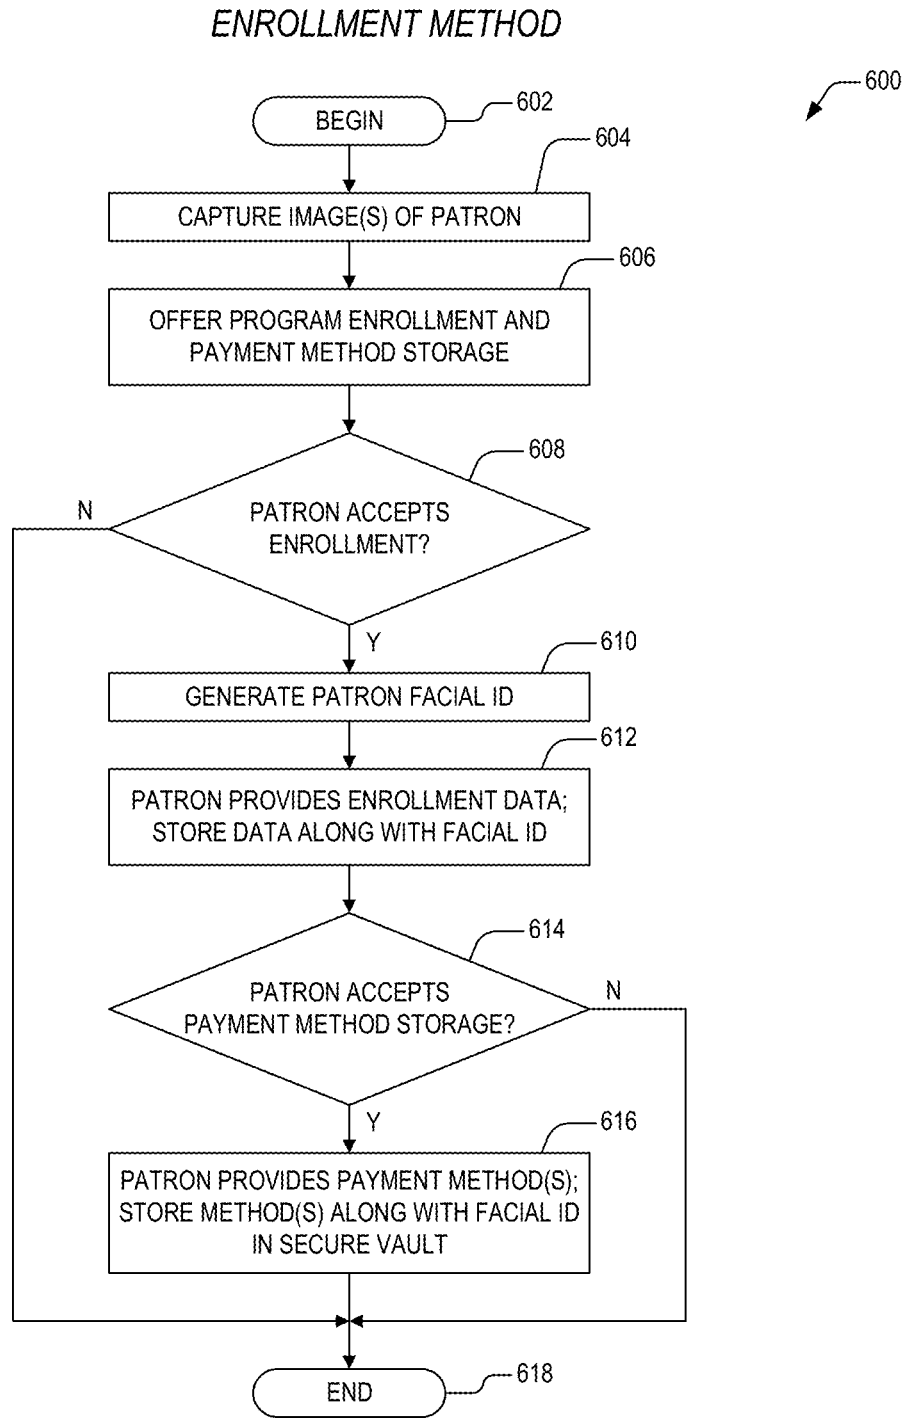 ENROLLMENT METHOD
600
BEGIN
602
604
CAPTURE IMAGE(S) OF PATRON
606
OFFER PROGRAM ENROLLMENT AND
PAYMENT METHOD STORAGE
608
N
PATRON ACCEPTS
ENROLLMENT?
Y
610
GENERATE PATRON FACIAL ID
612
PATRON PROVIDES ENROLLMENT DATA;
STORE DATA ALONG WITH FACIAL ID
614
PATRON ACCEPTS
PAYMENT METHOD STORAGE?
N
Y
616
PATRON PROVIDES PAYMENT METHOD(S);
STORE METHOD(S) ALONG WITH FACIAL ID
IN SECURE VAULT
END
618